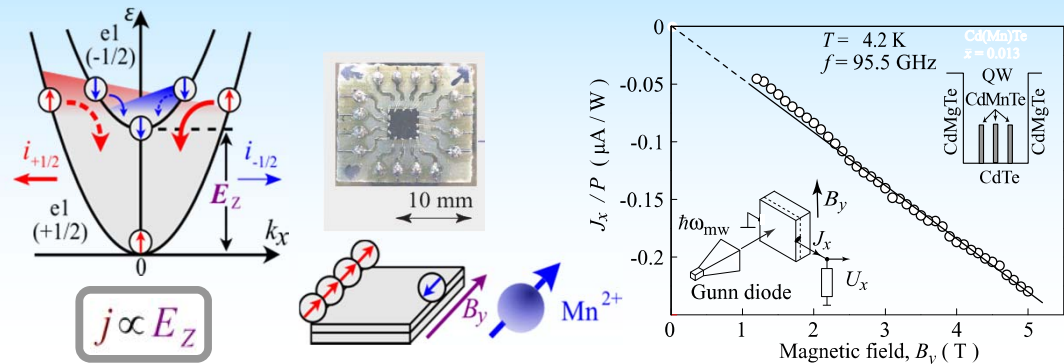 ε
e1
(-1/2)
i+1/2
i-1/2
EZ
e1
(+1/2)
kx
0
j ∝ EZ
10 mm
By
Mn2+
0
-0.05
-0.1
-0.15
-0.2
Jx / P ( μA / W )
T = 4.2 K
f = 95.5 GHz
Cd(Mn)Te
x̄ = 0.013
QW
CdMnTe
CdMgTe
CdMgTe
CdTe
By
ħωmw
Jx
Ux
Gunn diode
0 1 2 3 4 5
Magnetic field, By ( T )